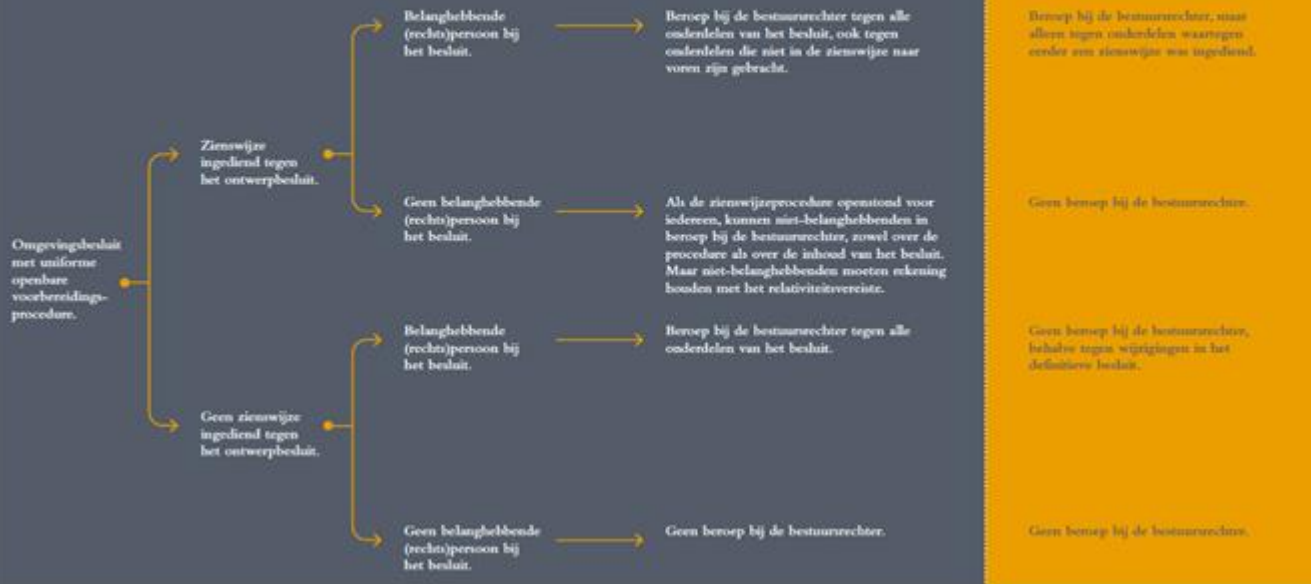 Belanghebbende
(rechts)persoon bij
het besluit.
Beroep bij de bestuursrechter tegen alle
onderdelen van het besluit, ook tegen
onderdelen die niet in de zienswijze naar
voren zijn gebracht.
Beroep bij de bestuursrechter, maar
alleen tegen onderdelen waartegen
eerder een zienswijze was ingediend.
Zienswijze
ingediend tegen
het ontwerpbesluit.
Geen belanghebbende
(rechts)persoon bij
het besluit.
Als de zienswijzeprocedure openstond voor
iedereen, kunnen niet-belanghebbenden in
beroep bij de bestuursrechter, zowel over de
procedure als over de inhoud van het besluit.
Maar niet-belanghebbenden moeten rekening
houden met het relativiteitsvereiste.
Geen beroep bij de bestuursrechter.
Omgevingsbesluit
met uniforme
openbare
voorbereidings-
procedure.
Belanghebbende
(rechts)persoon bij
het besluit.
Beroep bij de bestuursrechter tegen alle
onderdelen van het besluit.
Geen beroep bij de bestuursrechter,
behalve tegen wijzigingen in het
definitieve besluit.
Geen zienswijze
ingediend tegen
het ontwerpbesluit.
Geen belanghebbende
(rechts)persoon bij
het besluit.
Geen beroep bij de bestuursrechter.
Geen beroep bij de bestuursrechter.